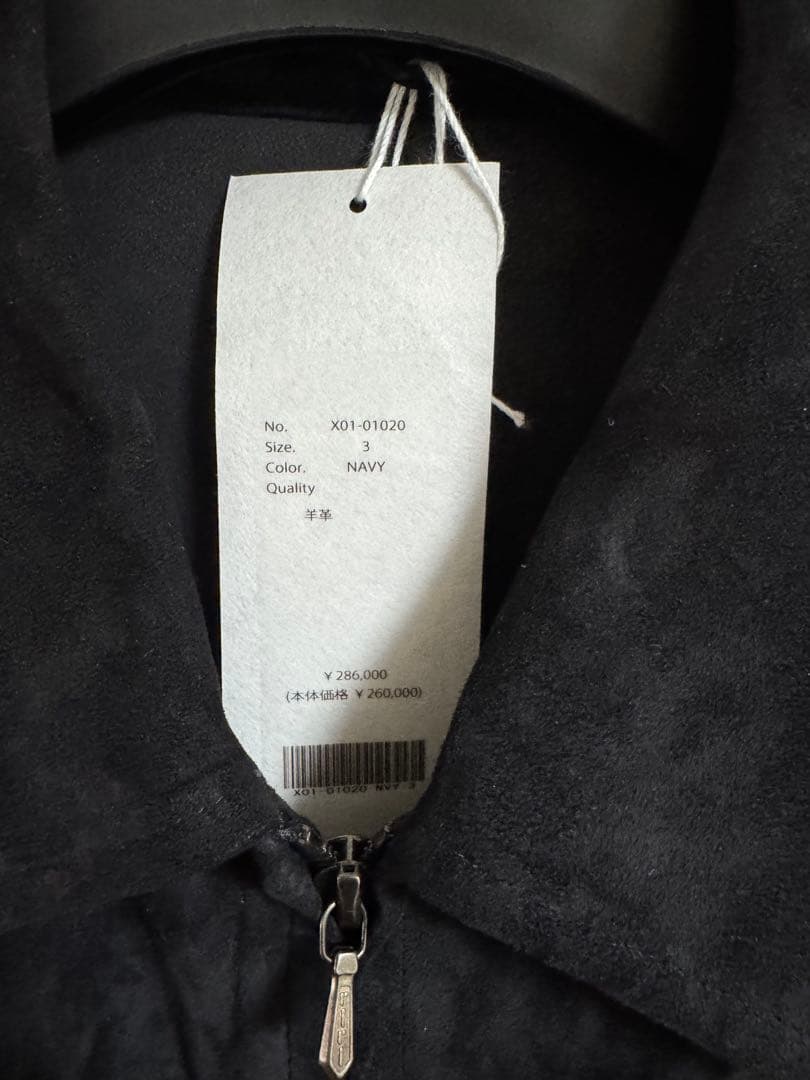 No. X01-01020
Size. 3
Color. NAVY
Quality
羊革
¥ 286,000
(本体価格 ¥ 260,000)
X01-01020 NVY 3